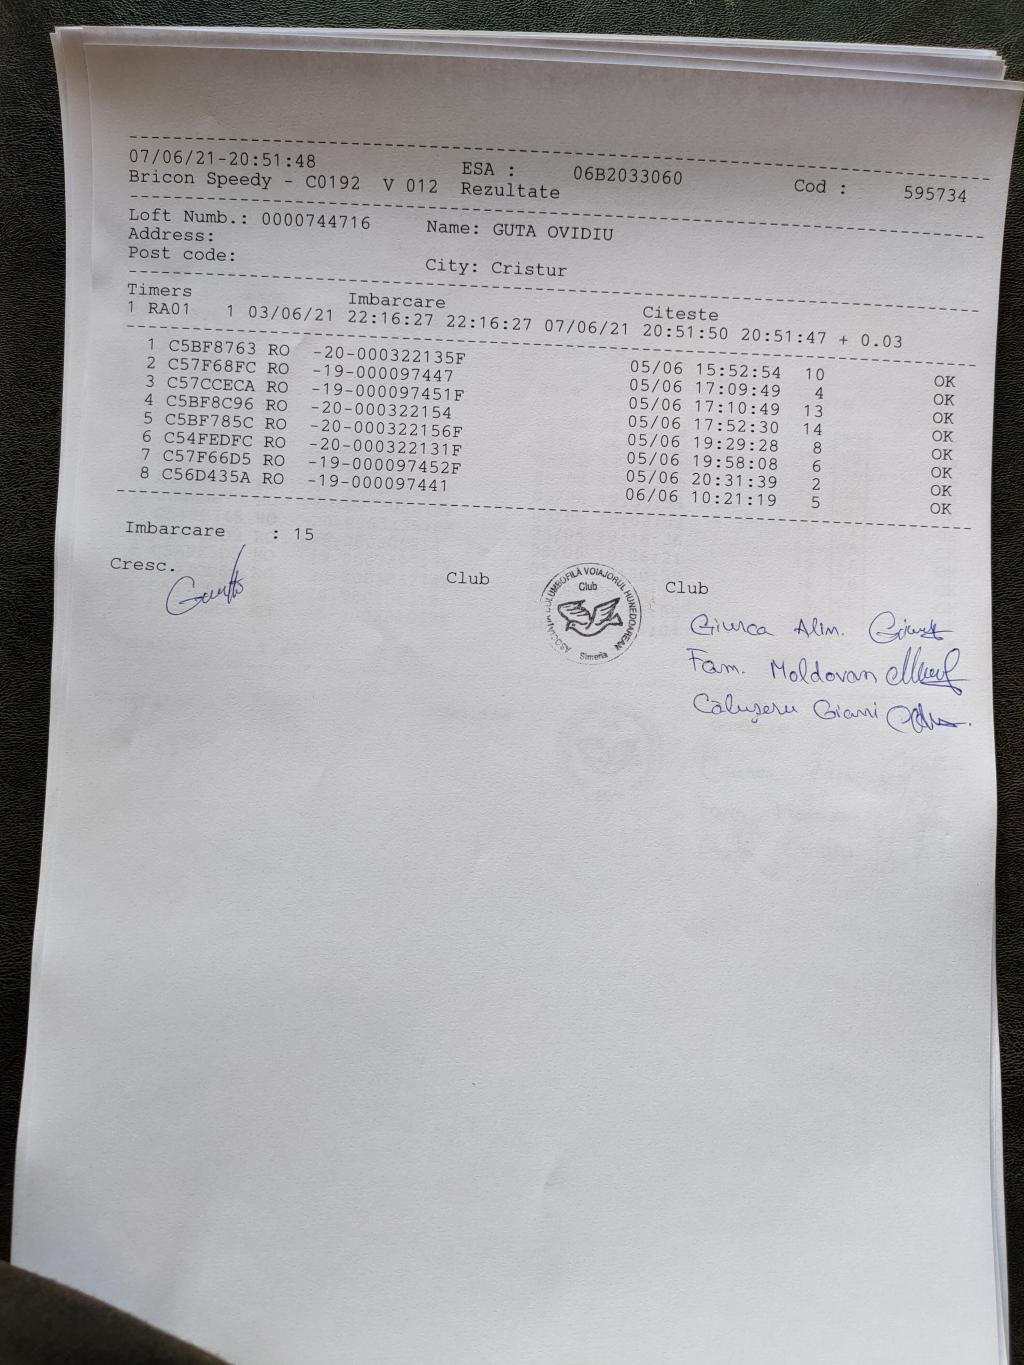 07/06/21-20:51:48 ESA : 06B2033060 Cod : 595734
Bricon Speedy - C0192 V 012 Rezultate
Loft Numb.: 0000744716 Name: GUTA OVIDIU
Address:
Post code: City: Cristur
Timers Imbarcare Citeste
1 RA01 1 03/06/21 22:16:27 22:16:27 07/06/21 20:51:50 20:51:47 + 0.03
1 C5BF8763 RO -20-000322135F 05/06 15:52:54 10 OK
2 C57F68FC RO -19-000097447 05/06 17:09:49 4 OK
3 C57CCECA RO -19-000097451F 05/06 17:10:49 13 OK
4 C5BF8C96 RO -20-000322154 05/06 17:52:30 14 OK
5 C5BF785C RO -20-000322156F 05/06 19:29:28 8 OK
6 C54FEDFC RO -20-000322131F 05/06 19:58:08 6 OK
7 C57F66D5 RO -19-000097452F 05/06 20:31:39 2 OK
8 C56D435A RO -19-000097441 06/06 10:21:19 5 OK
Imbarcare : 15
Cresc. Club Club
ASOCIAȚIA COLUMBOFILĂ VOIAJORUL HUNEDOREAN
Club
Simeria
Giurca Alin.
Fam. Moldovan
Călușeru Giani